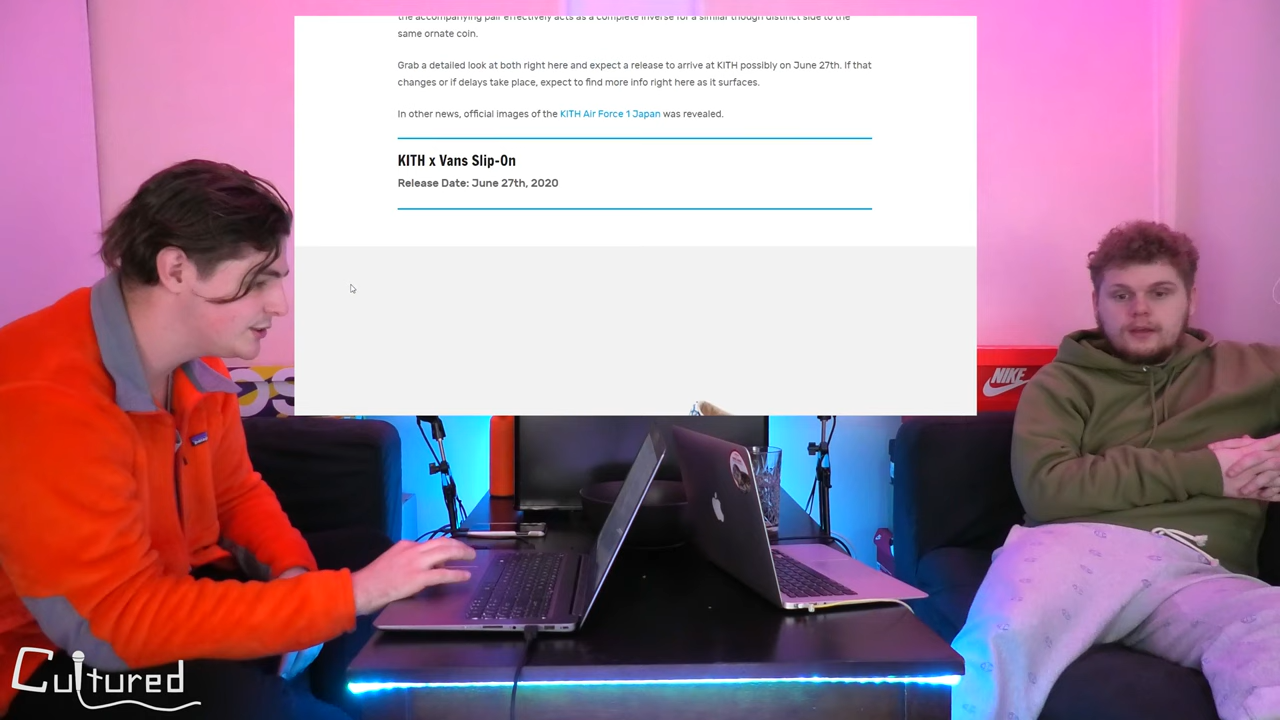 the accompanying pair effectively acts as a complete inverse for a similar though distinct side to the
same ornate coin.
Grab a detailed look at both right here and expect a release to arrive at KITH possibly on June 27th. If that
changes or if delays take place, expect to find more info right here as it surfaces.
In other news, official images of the KITH Air Force 1 Japan was revealed.
KITH x Vans Slip-On
Release Date: June 27th, 2020
NIKE
Cultured